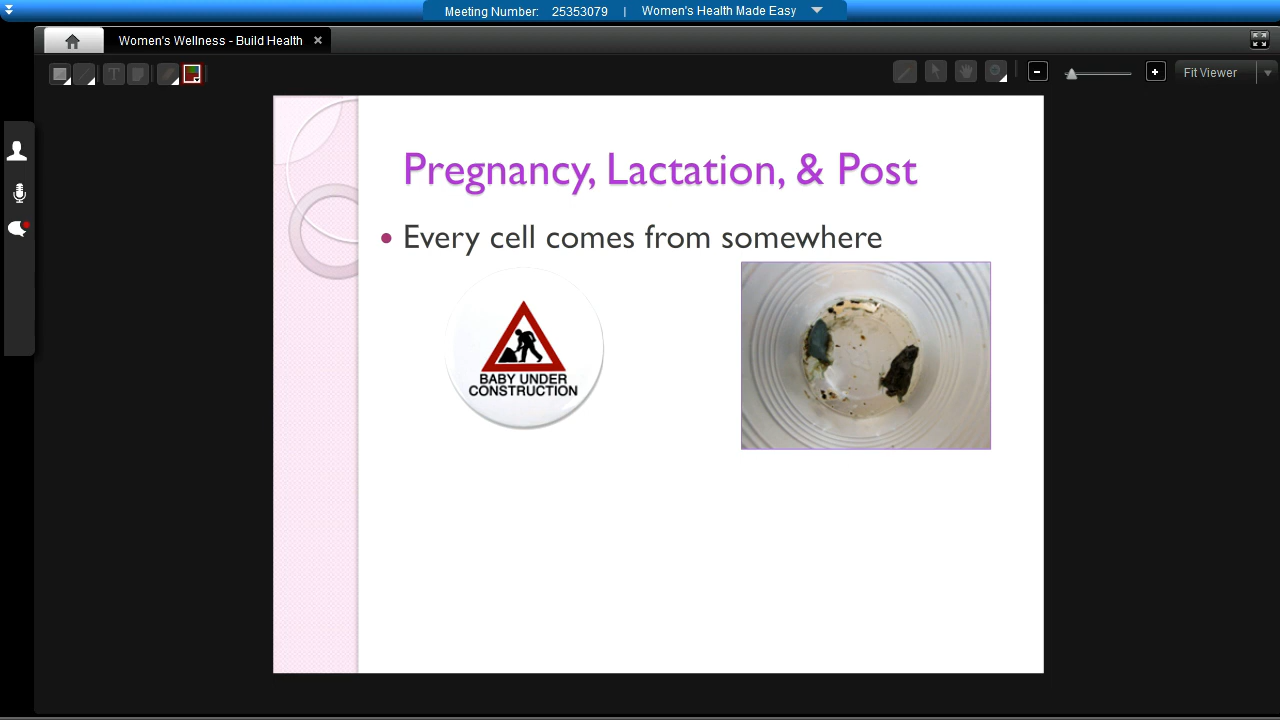 Meeting Number: 25353079 | Women's Health Made Easy
Women's Wellness - Build Health
Fit Viewer
Pregnancy, Lactation, & Post
• Every cell comes from somewhere
BABY UNDER
CONSTRUCTION